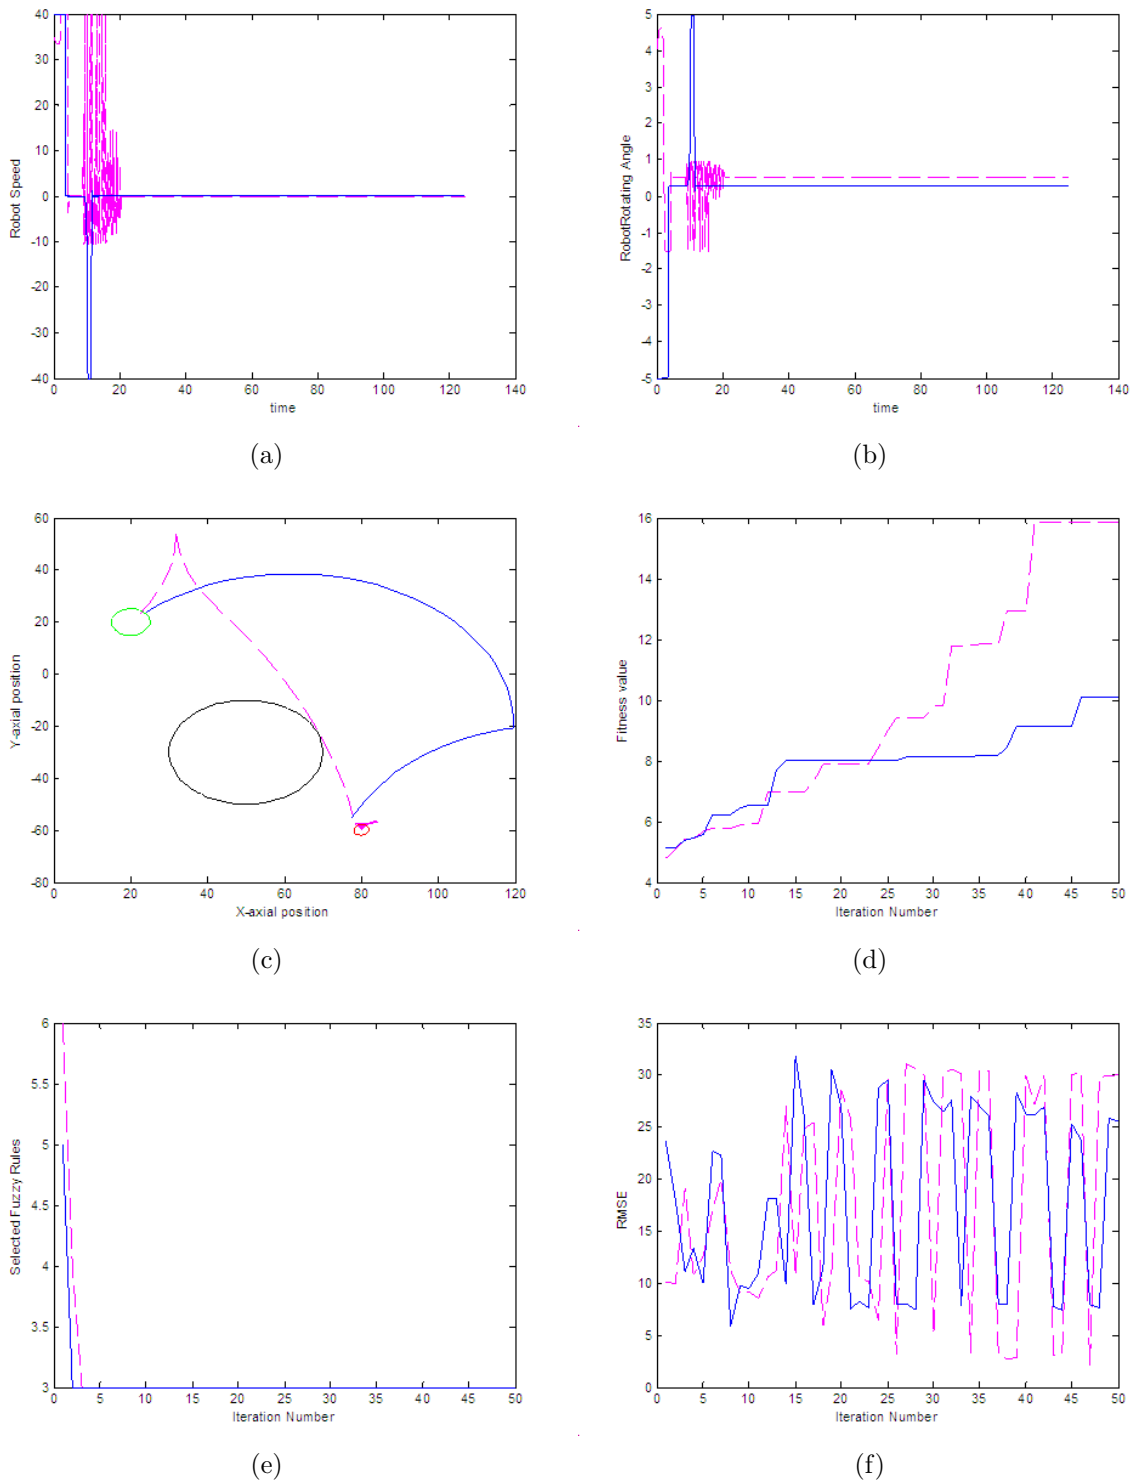 40
30
20
10
0
-10
-20
-30
-40
Robot Speed
0 20 40 60 80 100 120 140
time
(a)
5
4
3
2
1
0
-1
-2
-3
-4
-5
RobotRotating Angle
0 20 40 60 80 100 120 140
time
(b)
60
40
20
0
-20
-40
-60
-80
Y-axial position
0 20 40 60 80 100 120
X-axial position
(c)
16
14
12
10
8
6
4
Fitness value
0 5 10 15 20 25 30 35 40 45 50
Iteration Number
(d)
6
5.5
5
4.5
4
3.5
3
Selected Fuzzy Rules
0 5 10 15 20 25 30 35 40 45 50
Iteration Number
(e)
35
30
25
20
15
10
5
0
RMSE
0 5 10 15 20 25 30 35 40 45 50
Iteration Number
(f)